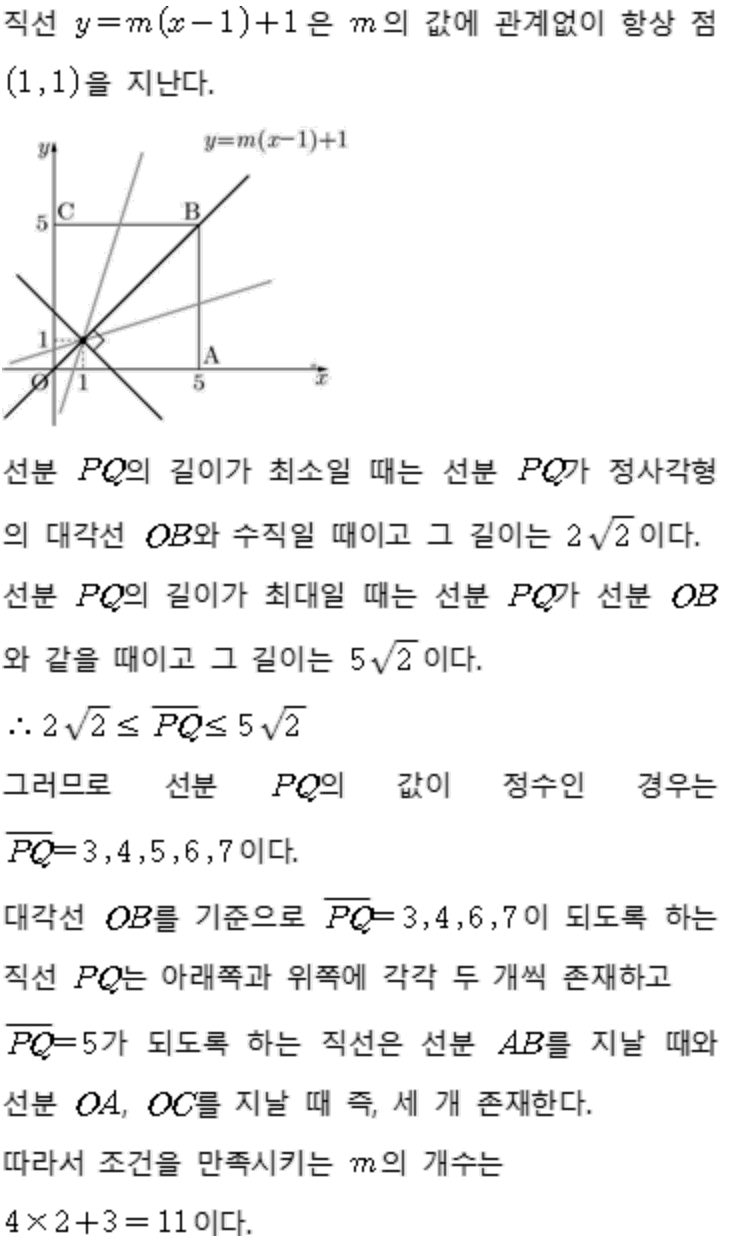 직선 y=m(x-1)+1은 m의 값에 관계없이 항상 점
(1,1)을 지난다.
y
y=m(x-1)+1
5
C
B
1
A
O
1
5
x
선분 PQ의 길이가 최소일 때는 선분 PQ가 정사각형
의 대각선 OB와 수직일 때이고 그 길이는 2√2이다.
선분 PQ의 길이가 최대일 때는 선분 PQ가 선분 OB
와 같을 때이고 그 길이는 5√2이다.
∴ 2√2 ≤ P̅Q̅ ≤ 5√2
그러므로 선분 PQ의 값이 정수인 경우는
P̅Q̅=3,4,5,6,7이다.
대각선 OB를 기준으로 P̅Q̅=3,4,6,7이 되도록 하는
직선 PQ는 아래쪽과 위쪽에 각각 두 개씩 존재하고
P̅Q̅=5가 되도록 하는 직선은 선분 AB를 지날 때와
선분 OA, OC를 지날 때 즉, 세 개 존재한다.
따라서 조건을 만족시키는 m의 개수는
4×2+3=11이다.